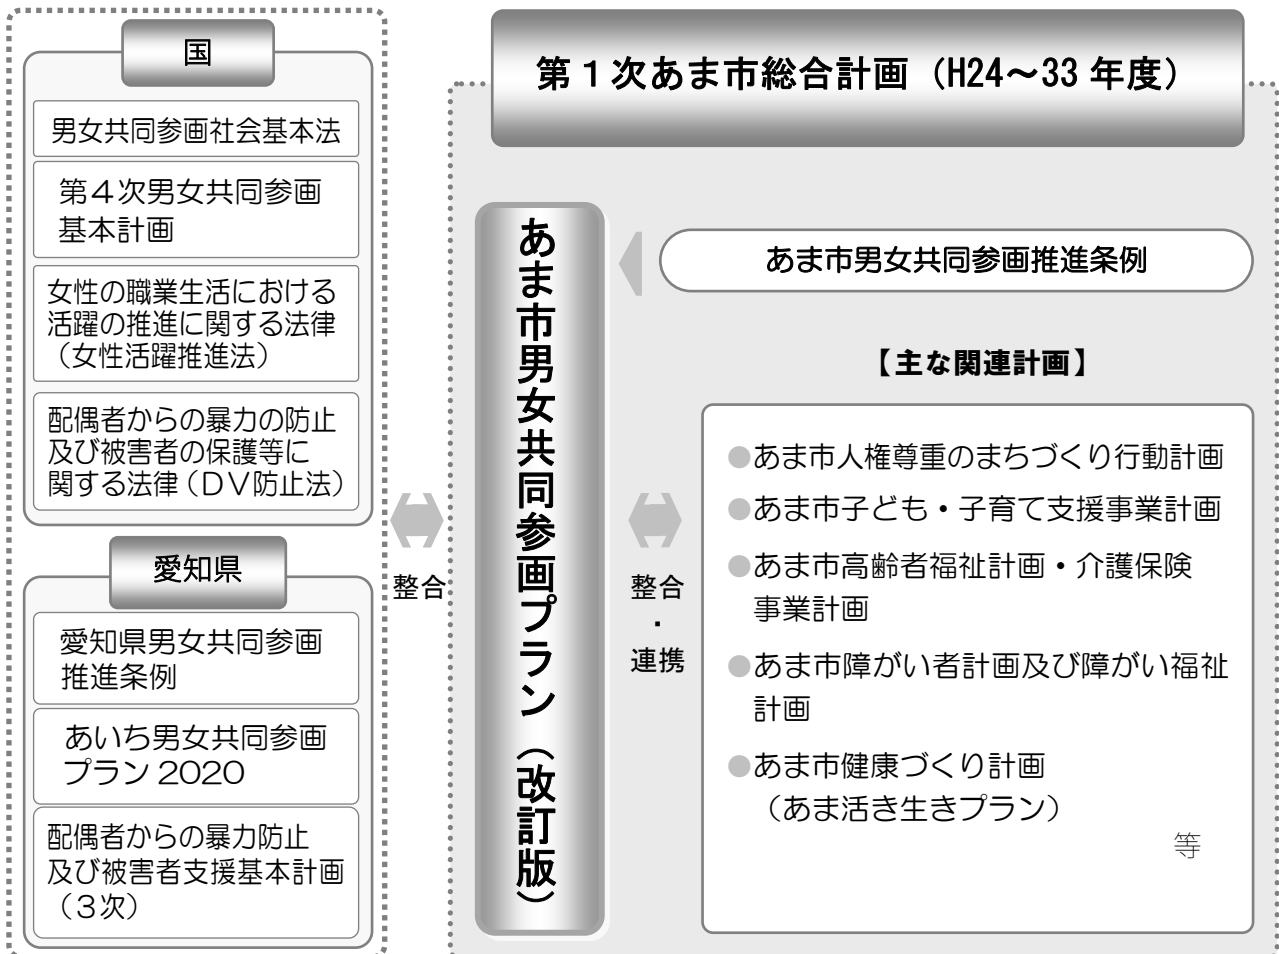 国
男女共同参画社会基本法
第４次男女共同参画
基本計画
女性の職業生活における
活躍の推進に関する法律
（女性活躍推進法）
配偶者からの暴力の防止
及び被害者の保護等に
関する法律（ＤＶ防止法）
愛知県
愛知県男女共同参画
推進条例
あいち男女共同参画
プラン 2020
配偶者からの暴力防止
及び被害者支援基本計画
（３次）
整合
第１次あま市総合計画（H24～33 年度）
あま市男女共同参画プラン（改訂版）
整合
・
連携
あま市男女共同参画推進条例
【主な関連計画】
●あま市人権尊重のまちづくり行動計画
●あま市子ども・子育て支援事業計画
●あま市高齢者福祉計画・介護保険
事業計画
●あま市障がい者計画及び障がい福祉
計画
●あま市健康づくり計画
（あま活き生きプラン）
等